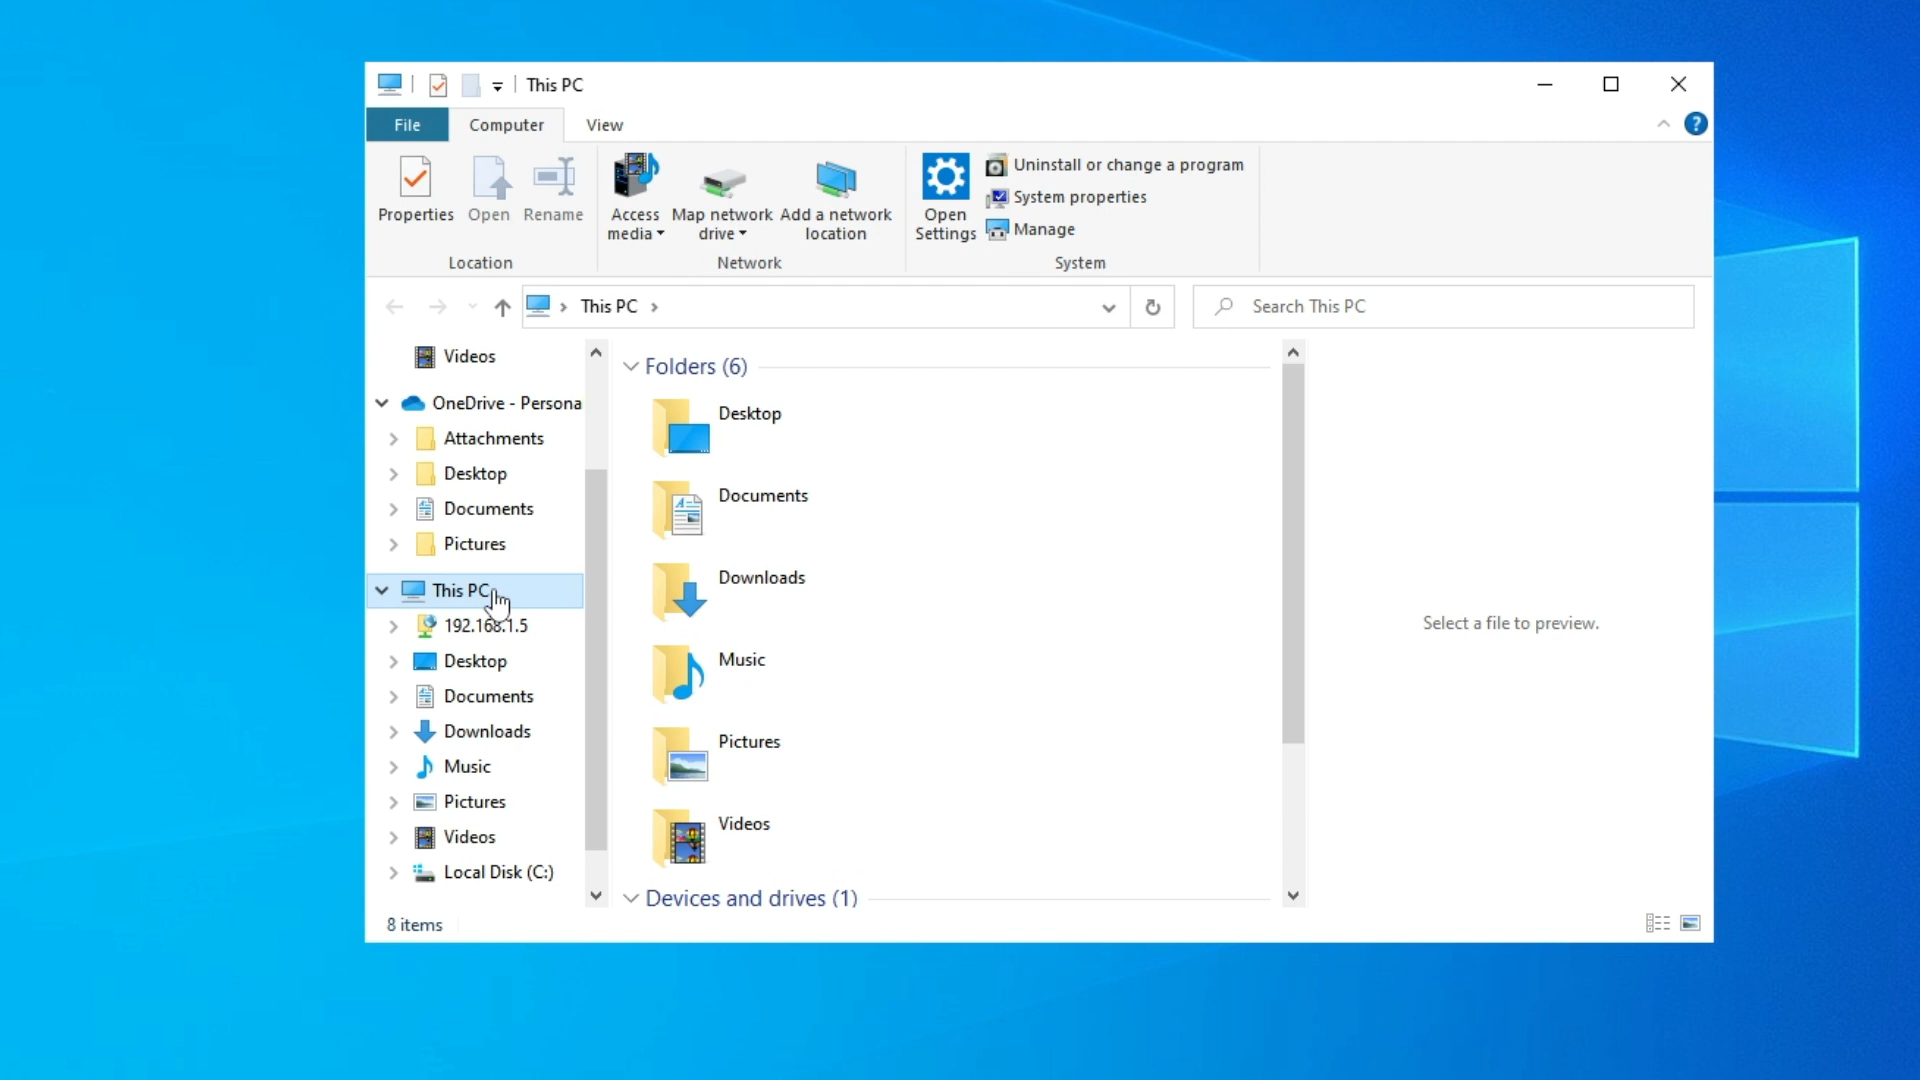 This PC
File
Computer
View
Properties
Open
Rename
Location
Access
media
Map network
drive
Add a network
location
Network
Open
Settings
Uninstall or change a program
System properties
Manage
System
This PC
Search This PC
Videos
OneDrive - Persona
Attachments
Desktop
Documents
Pictures
This PC
192.168.1.5
Desktop
Documents
Downloads
Music
Pictures
Videos
Local Disk (C:)
Folders (6)
Desktop
Documents
Downloads
Music
Pictures
Videos
Devices and drives (1)
Select a file to preview.
8 items